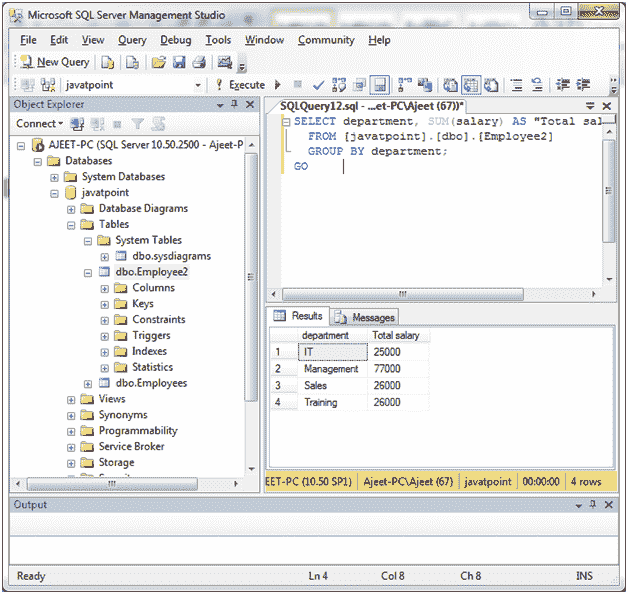 Microsoft SQL Server Management Studio
File Edit View Query Debug Tools Window Community Help
New Query
javatpoint Execute
Object Explorer
Connect
AJEET-PC (SQL Server 10.50.2500 - Ajeet-P
Databases
System Databases
javatpoint
Database Diagrams
Tables
System Tables
dbo.sysdiagrams
dbo.Employee2
Columns
Keys
Constraints
Triggers
Indexes
Statistics
dbo.Employees
Views
Synonyms
Programmability
Service Broker
Storage
SQLQuery12.sql - ...et-PC\Ajeet (67))*
SELECT department, SUM(salary) AS "Total sal
FROM [javatpoint].[dbo].[Employee2]
GROUP BY department;
GO
Results Messages
department Total salary
1 IT 25000
2 Management 77000
3 Sales 26000
4 Training 26000
EET-PC (10.50 SP1) Ajeet-PC\Ajeet (67) javatpoint 00:00:00 4 rows
Output
Ready Ln 4 Col 8 Ch 8 INS